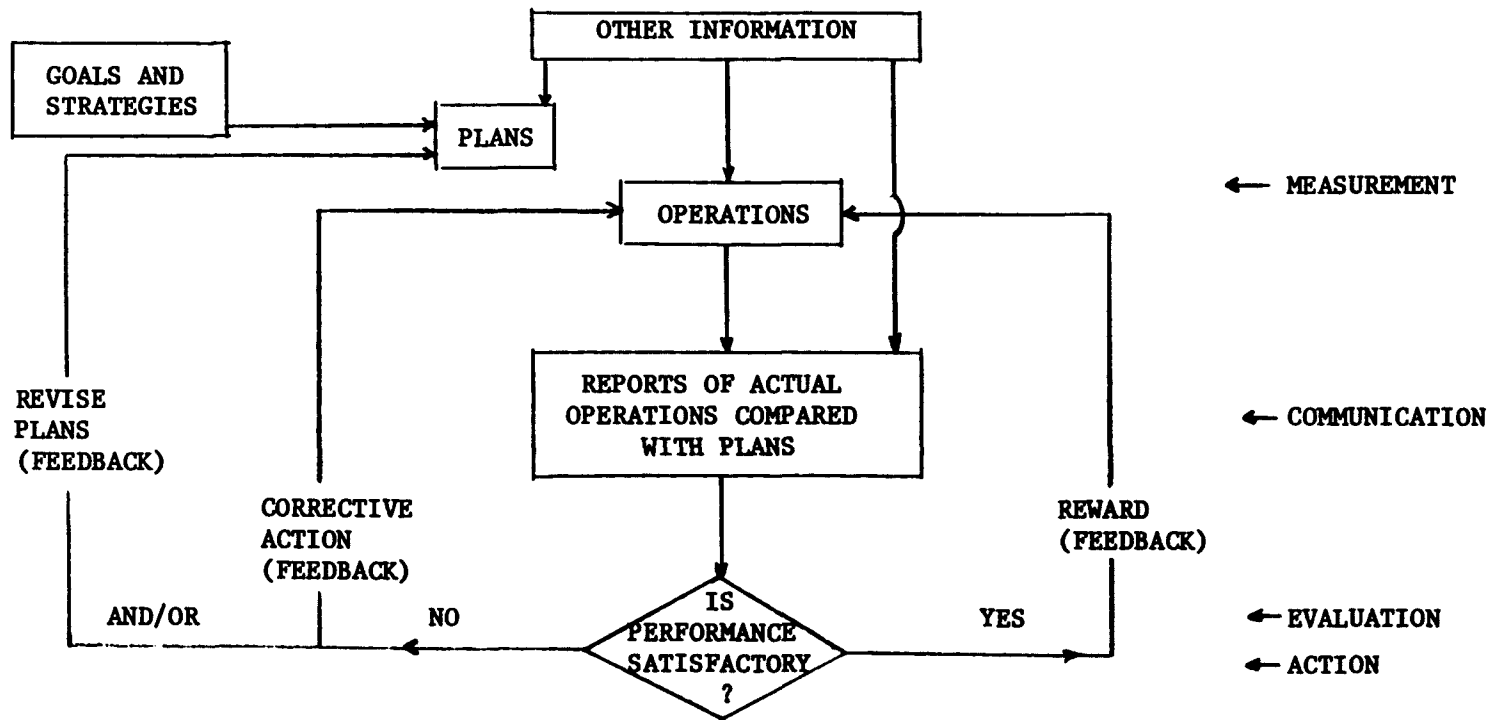 OTHER INFORMATION
GOALS AND
STRATEGIES
PLANS
← MEASUREMENT
OPERATIONS
REPORTS OF ACTUAL
OPERATIONS COMPARED
WITH PLANS
← COMMUNICATION
REVISE
PLANS
(FEEDBACK)
CORRECTIVE
ACTION
(FEEDBACK)
REWARD
(FEEDBACK)
AND/OR
NO
IS
PERFORMANCE
SATISFACTORY
?
YES
← EVALUATION
← ACTION